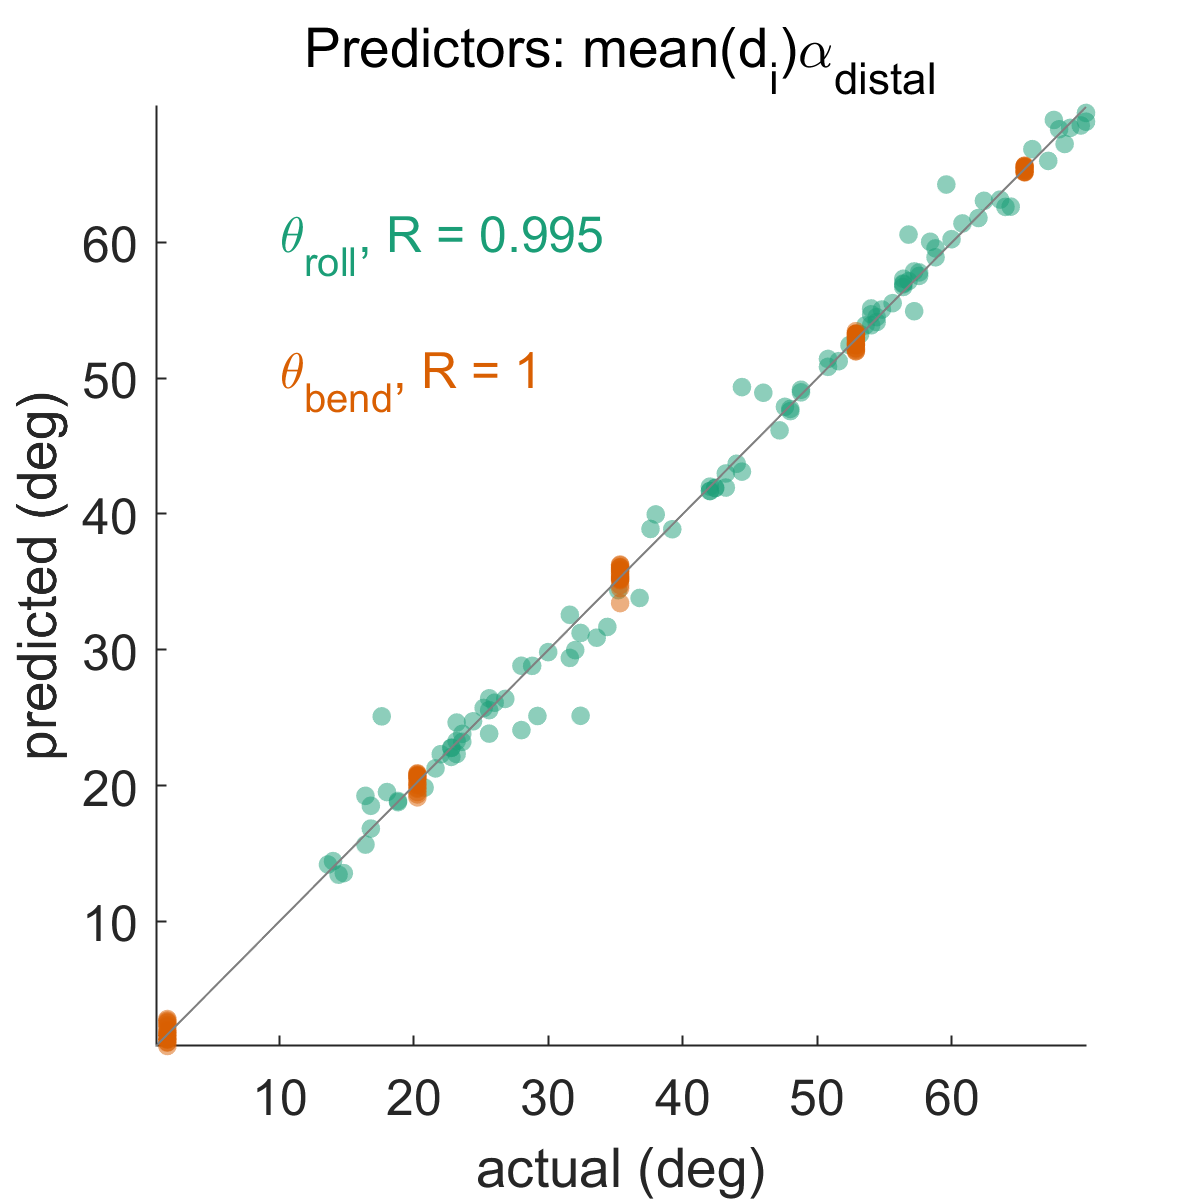 Predictors: mean(d_i)α_distal
θ_roll, R = 0.995
θ_bend, R = 1
predicted (deg)
60
50
40
30
20
10
10 20 30 40 50 60
actual (deg)